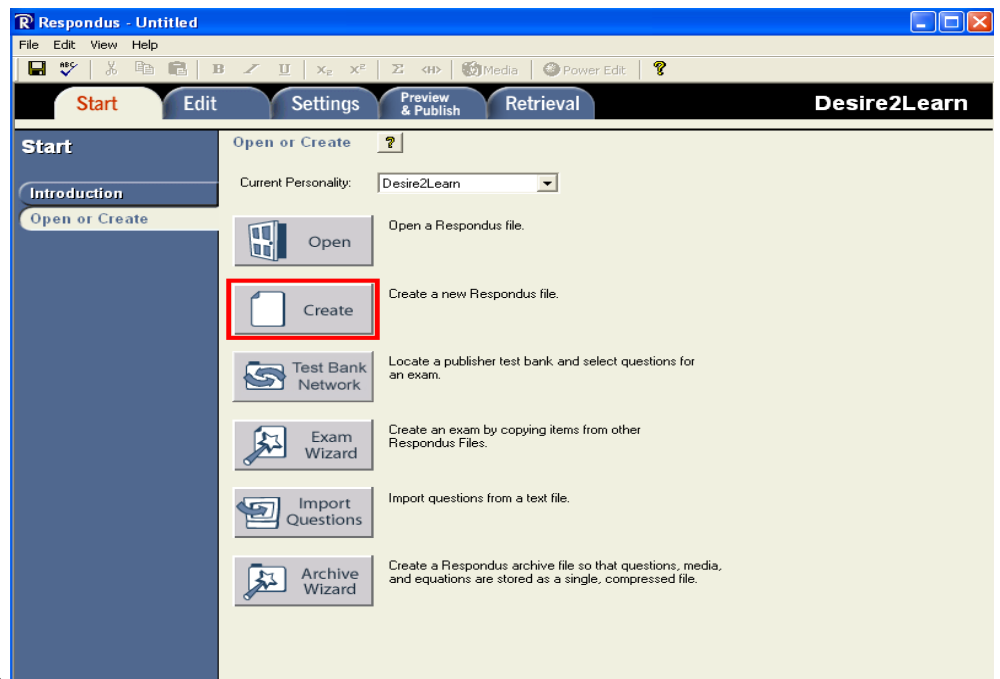 Respondus - Untitled
File Edit View Help
ABC B I U X₂ X² Σ <H> Media Power Edit ?
Start Edit Settings Preview & Publish Retrieval Desire2Learn
Start
Introduction
Open or Create
Open or Create ?
Current Personality: Desire2Learn
Open
Open a Respondus file.
Create
Create a new Respondus file.
Test Bank
Network
Locate a publisher test bank and select questions for
an exam.
Exam
Wizard
Create an exam by copying items from other
Respondus Files.
Import
Questions
Import questions from a text file.
Archive
Wizard
Create a Respondus archive file so that questions, media,
and equations are stored as a single, compressed file.